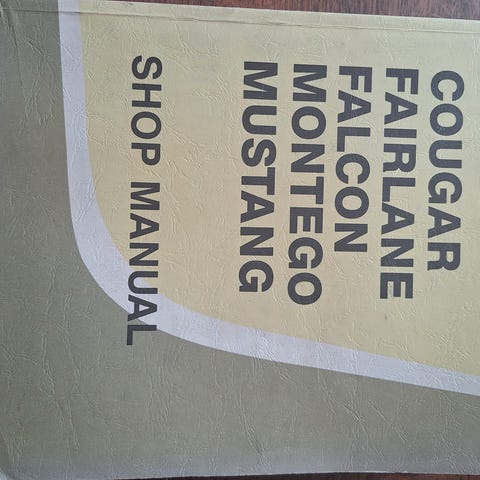 COUGAR
FAIRLANE
FALCON
MONTEGO
MUSTANG
SHOP MANUAL